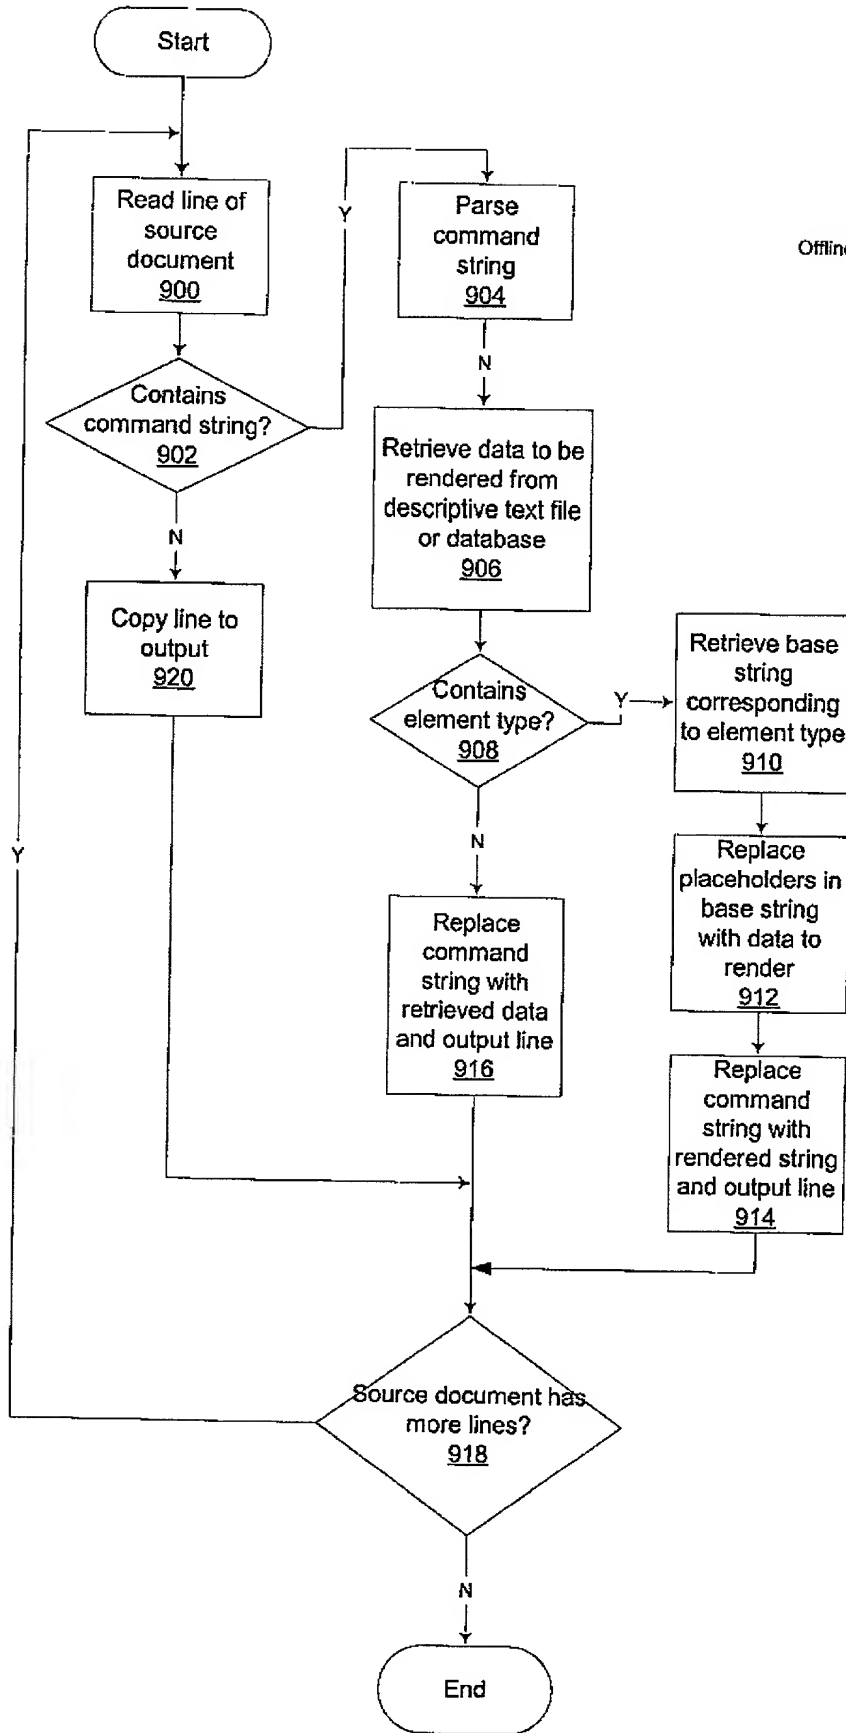 Start
Read line of
source
document
900
Contains
command string?
902
N
Copy line to
output
920
Y
Y
Parse
command
string
904
N
Retrieve data to be
rendered from
descriptive text file
or database
906
Contains
element type?
908
N
Replace
command
string with
retrieved data
and output line
916
Y
Retrieve base
string
corresponding
to element type
910
Replace
placeholders in
base string
with data to
render
912
Replace
command
string with
rendered string
and output line
914
Source document has
more lines?
918
N
End